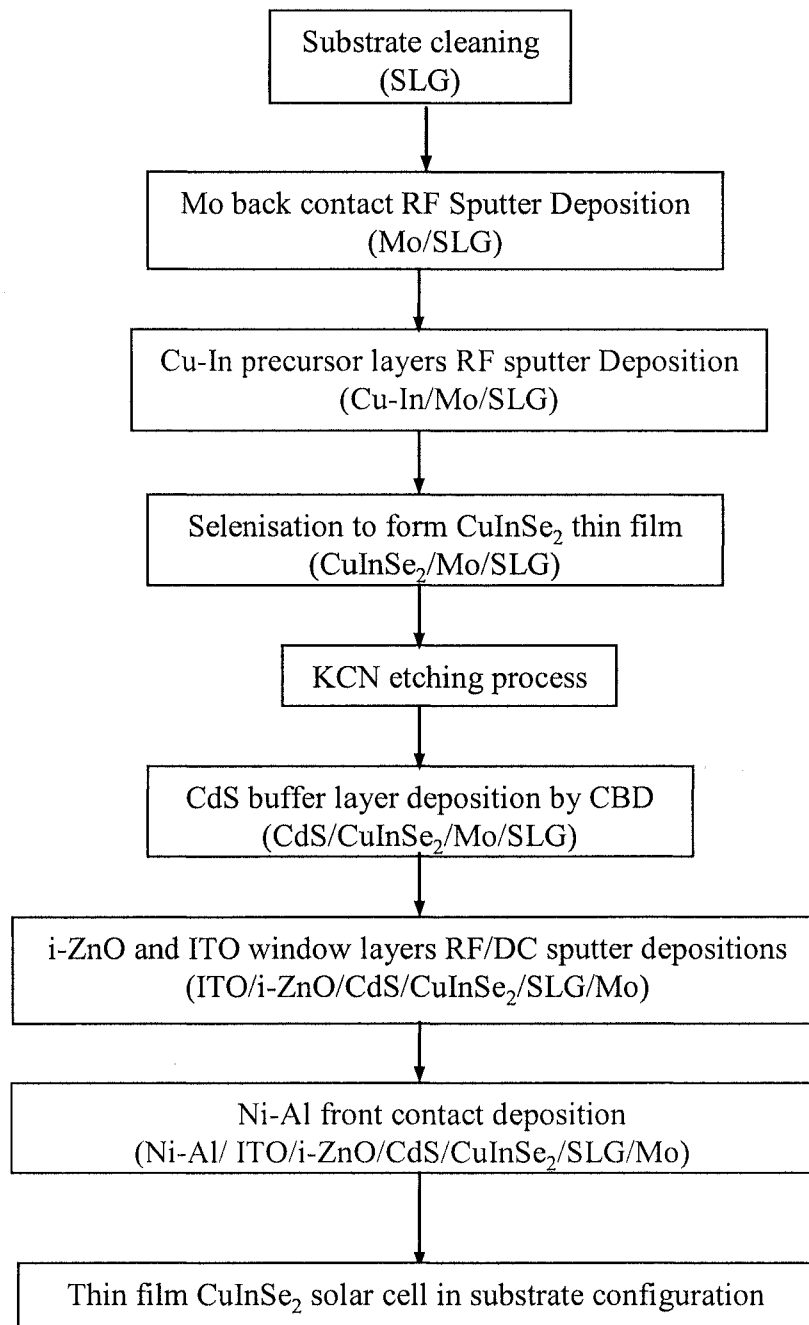 Substrate cleaning
(SLG)
Mo back contact RF Sputter Deposition
(Mo/SLG)
Cu-In precursor layers RF sputter Deposition
(Cu-In/Mo/SLG)
Selenisation to form CuInSe₂ thin film
(CuInSe₂/Mo/SLG)
KCN etching process
CdS buffer layer deposition by CBD
(CdS/CuInSe₂/Mo/SLG)
i-ZnO and ITO window layers RF/DC sputter depositions
(ITO/i-ZnO/CdS/CuInSe₂/SLG/Mo)
Ni-Al front contact deposition
(Ni-Al/ ITO/i-ZnO/CdS/CuInSe₂/SLG/Mo)
Thin film CuInSe₂ solar cell in substrate configuration